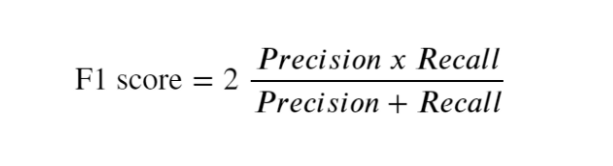 F1 score = 2 Precision x Recall
Precision + Recall